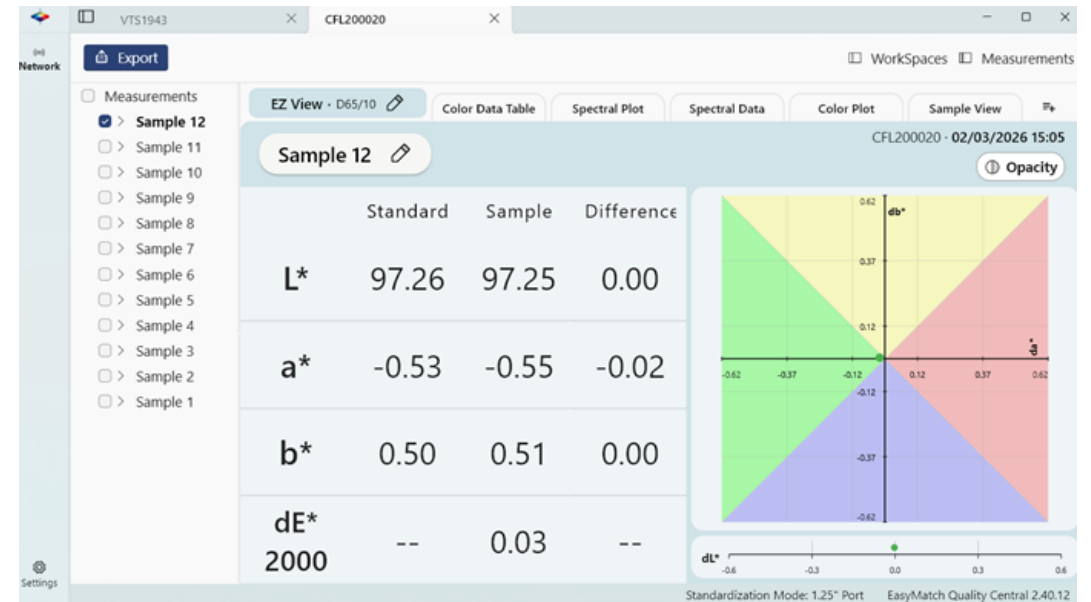 VTS1943
CFL200020
Network
Export
WorkSpaces
Measurements
Measurements
Sample 12
Sample 11
Sample 10
Sample 9
Sample 8
Sample 7
Sample 6
Sample 5
Sample 4
Sample 3
Sample 2
Sample 1
Settings
EZ View · D65/10
Color Data Table
Spectral Plot
Spectral Data
Color Plot
Sample View
Sample 12
CFL200020 · 02/03/2026 15:05
Opacity
Standard Sample Difference
L* 97.26 97.25 0.00
a* -0.53 -0.55 -0.02
b* 0.50 0.51 0.00
dE*
2000 -- 0.03 --
0.62
db*
0.37
0.12
da*
-0.62 -0.37 -0.12 0.12 0.37 0.62
-0.12
-0.37
-0.62
dL*
-0.6 -0.3 0.0 0.3 0.6
Standardization Mode: 1.25" Port EasyMatch Quality Central 2.40.12